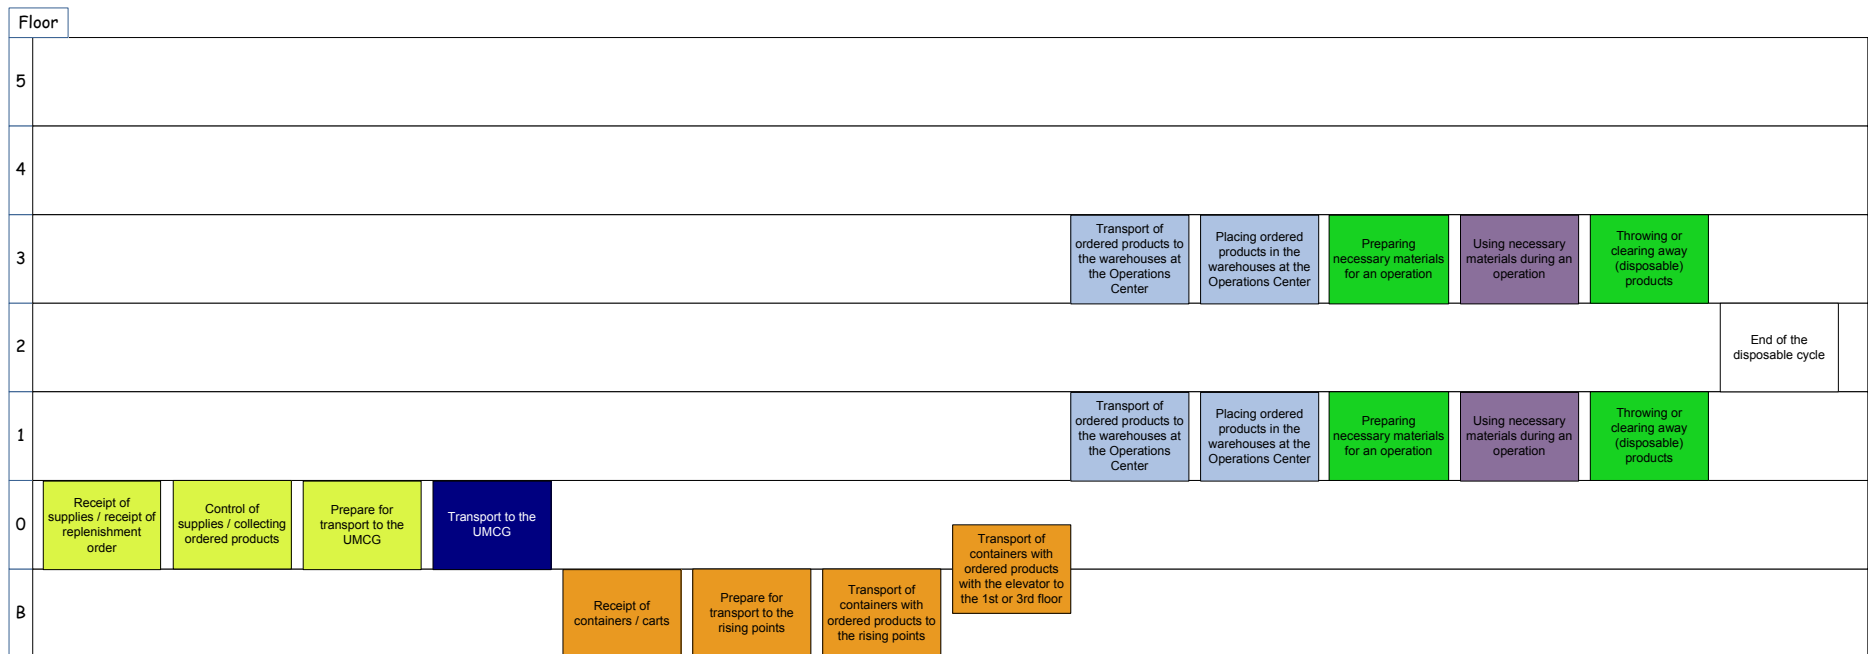 Floor
5
4
3
Transport of
ordered products to
the warehouses at
the Operations
Center
Placing ordered
products in the
warehouses at the
Operations Center
Preparing
necessary materials
for an operation
Using necessary
materials during an
operation
Throwing or
clearing away
(disposable)
products
2
End of the
disposable cycle
1
Transport of
ordered products to
the warehouses at
the Operations
Center
Placing ordered
products in the
warehouses at the
Operations Center
Preparing
necessary materials
for an operation
Using necessary
materials during an
operation
Throwing or
clearing away
(disposable)
products
0
Receipt of
supplies / receipt of
replenishment
order
Control of
supplies / collecting
ordered products
Prepare for
transport to the
UMCG
Transport to the
UMCG
Transport of
containers with
ordered products
with the elevator to
the 1st or 3rd floor
B
Receipt of
containers / carts
Prepare for
transport to the
rising points
Transport of
containers with
ordered products to
the rising points